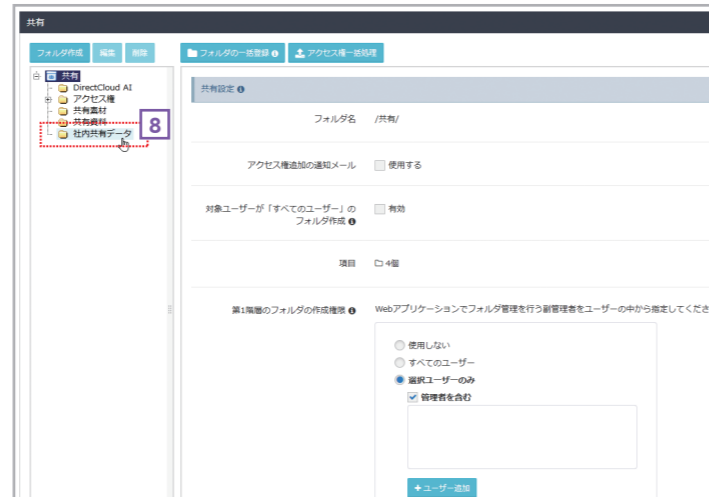 共有
フォルダ作成 編集 削除 フォルダの一括登録 アクセス権一括処理
共有
DirectCloud AI
アクセス権
共有素材
共有資料
社内共有データ
8
共有設定
フォルダ名 /共有/
アクセス権追加の通知メール 使用する
対象ユーザーが「すべてのユーザー」の
フォルダ作成 有効
項目 4個
第1階層のフォルダの作成権限 Webアプリケーションでフォルダ管理を行う副管理者をユーザーの中から指定してくださ
使用しない
すべてのユーザー
選択ユーザーのみ
管理者を含む
+ ユーザー追加